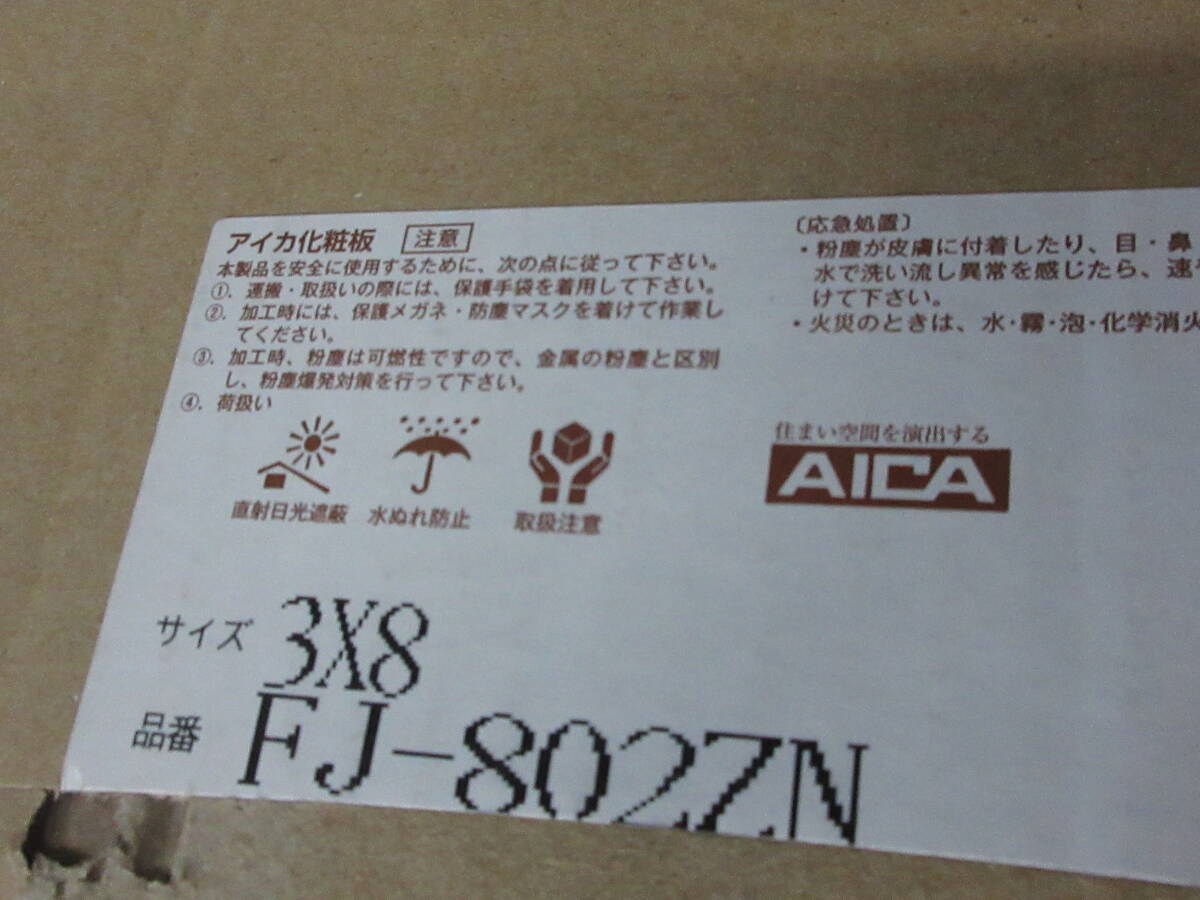 アイカ化粧板 注意
本製品を安全に使用するために、次の点に従って下さい。
①. 運搬・取扱いの際には、保護手袋を着用して下さい。
②. 加工時には、保護メガネ・防塵マスクを着けて作業し
てください。
③. 加工時、粉塵は可燃性ですので、金属の粉塵と区別
し、粉塵爆発対策を行って下さい。
④. 荷扱い
直射日光遮蔽 水ぬれ防止 取扱注意
〔応急処置〕
・粉塵が皮膚に付着したり、目・鼻
水で洗い流し異常を感じたら、速
けて下さい。
・火災のときは、水・霧・泡・化学消火
住まい空間を演出する
AICA
サイズ 3X8
品番 FJ-802ZN